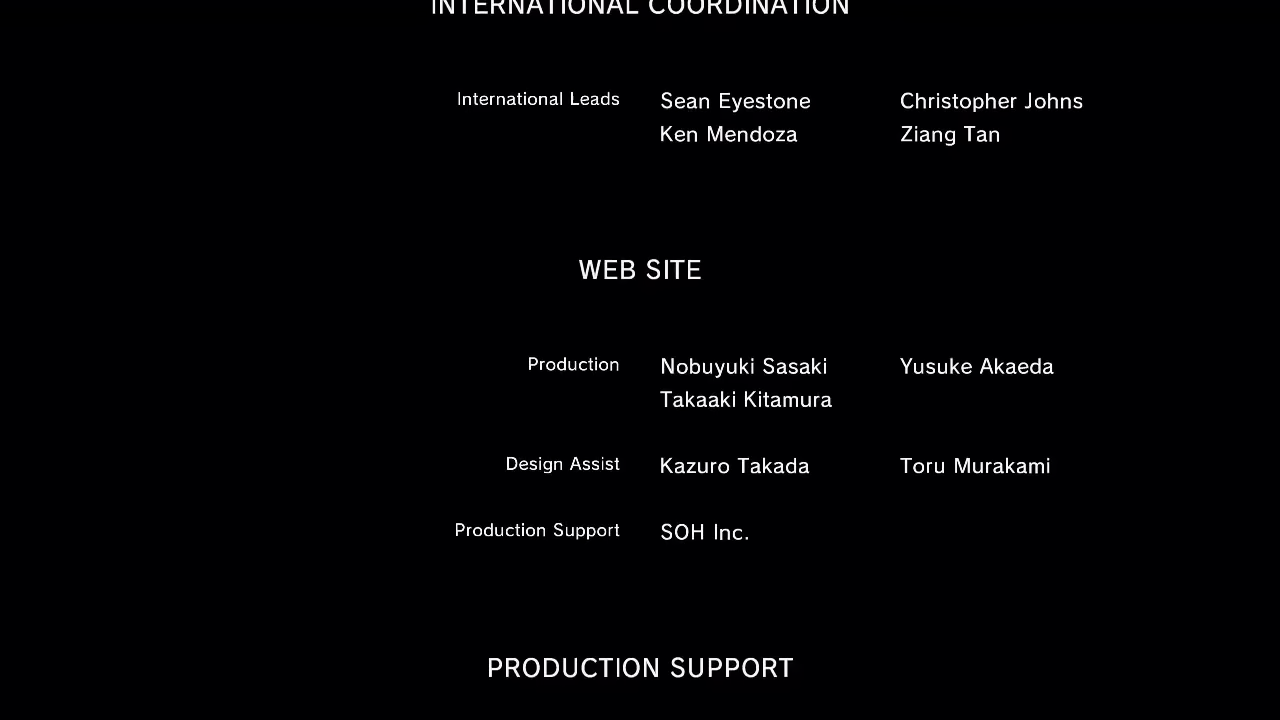 INTERNATIONAL COORDINATION
International Leads Sean Eyestone Christopher Johns
Ken Mendoza Ziang Tan
WEB SITE
Production Nobuyuki Sasaki Yusuke Akaeda
Takaaki Kitamura
Design Assist Kazuro Takada Toru Murakami
Production Support SOH Inc.
PRODUCTION SUPPORT